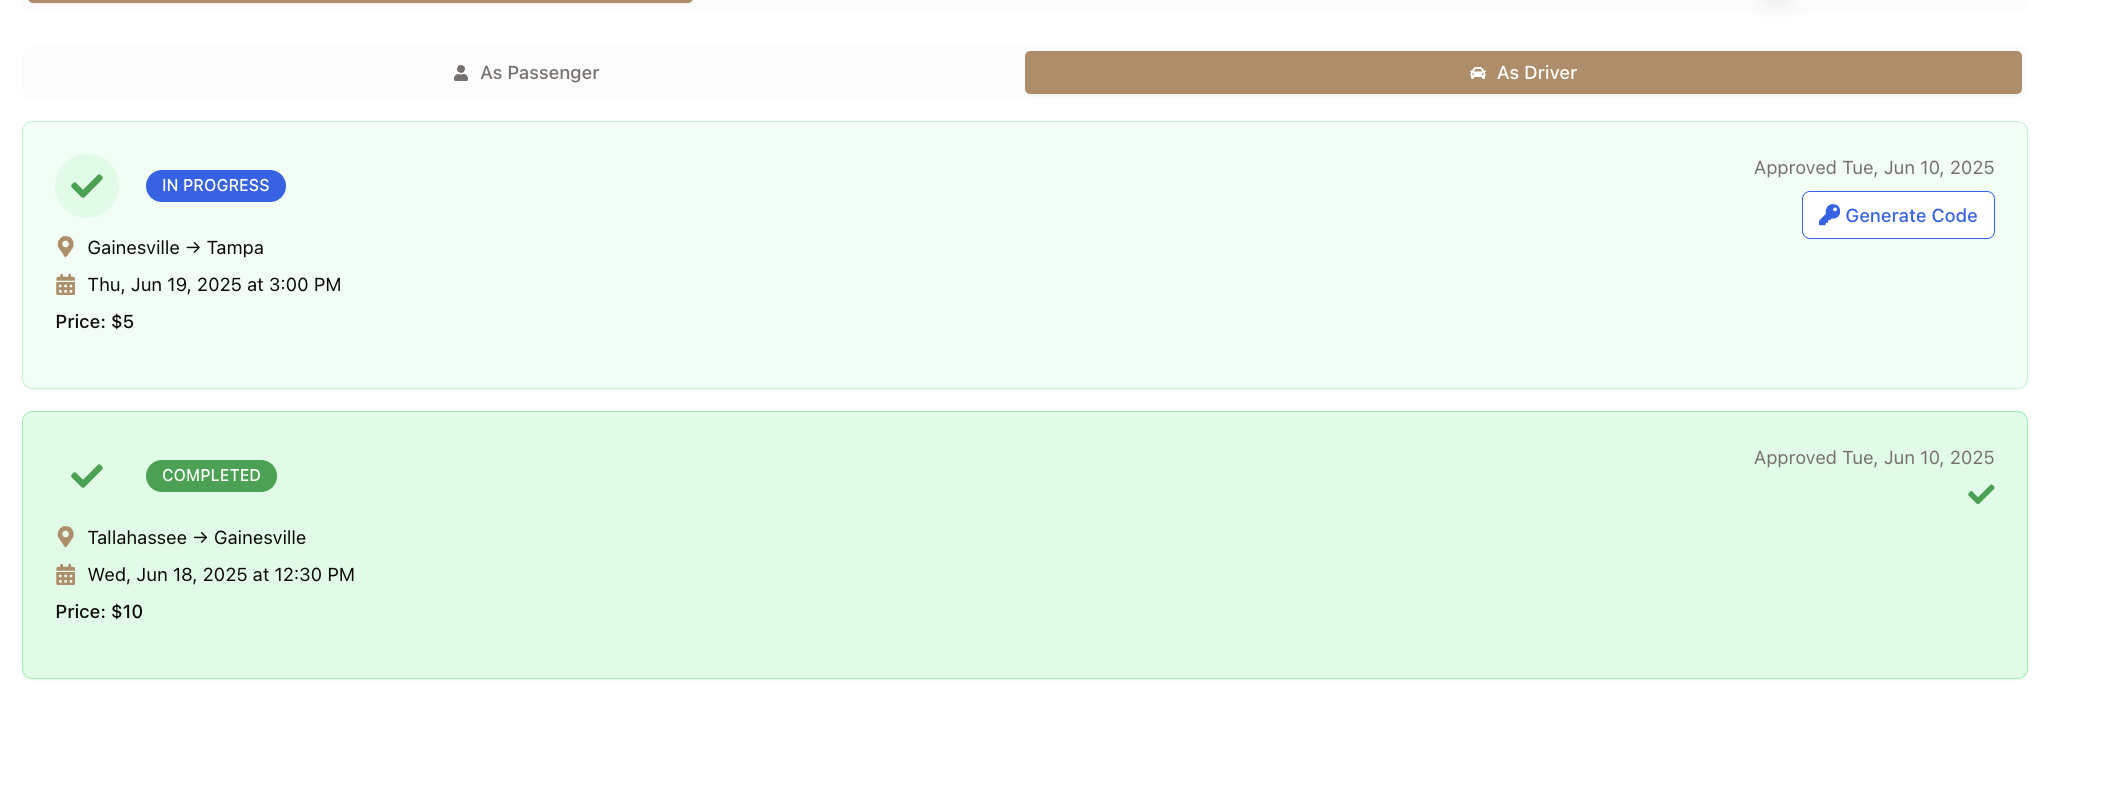 As Passenger
As Driver
IN PROGRESS
Approved Tue, Jun 10, 2025
Generate Code
Gainesville → Tampa
Thu, Jun 19, 2025 at 3:00 PM
Price: $5
COMPLETED
Approved Tue, Jun 10, 2025
Tallahassee → Gainesville
Wed, Jun 18, 2025 at 12:30 PM
Price: $10